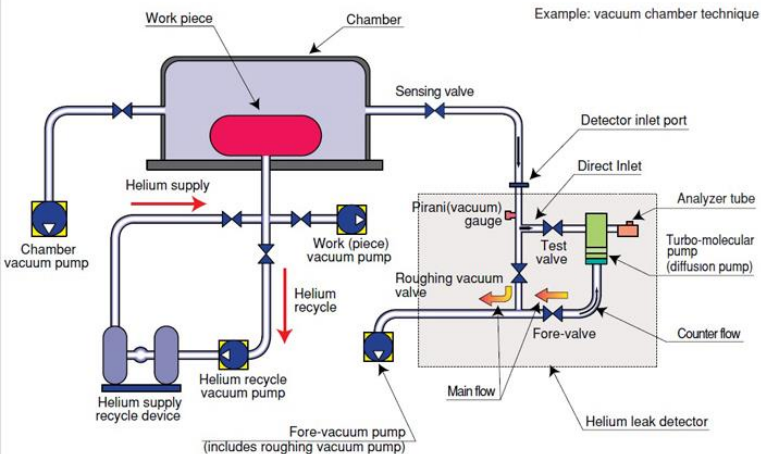 Example: vacuum chamber technique
Work piece
Chamber
Sensing valve
Detector inlet port
Direct Inlet
Helium supply
Pirani(vacuum)
gauge
Analyzer tube
Chamber
vacuum pump
Work (piece)
vacuum pump
Test
valve
Turbo-molecular
pump
(diffusion pump)
Roughing vacuum
valve
Helium
recycle
Fore-valve
Counter flow
Helium recycle
vacuum pump
Main flow
Helium supply
recycle device
Helium leak detector
Fore-vacuum pump
(includes roughing vacuum pump)